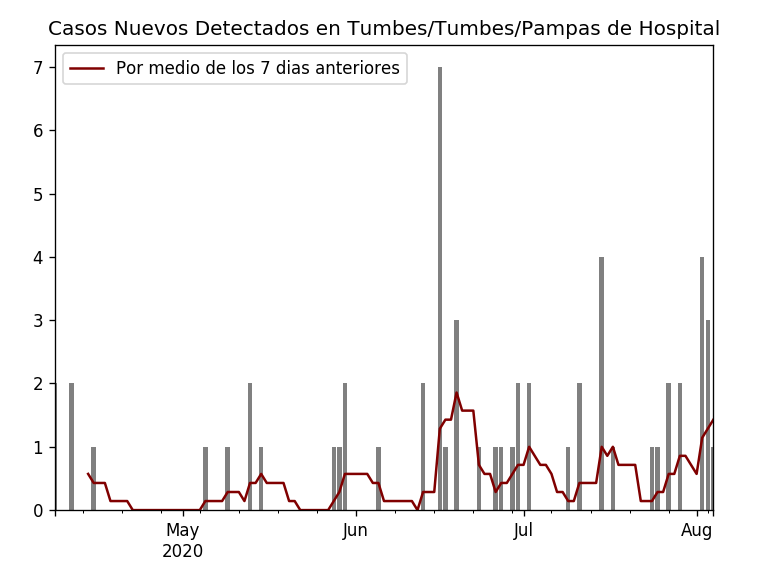 Casos Nuevos Detectados en Tumbes/Tumbes/Pampas de Hospital
Por medio de los 7 dias anteriores
7
6
5
4
3
2
1
0
May
2020
Jun
Jul
Aug